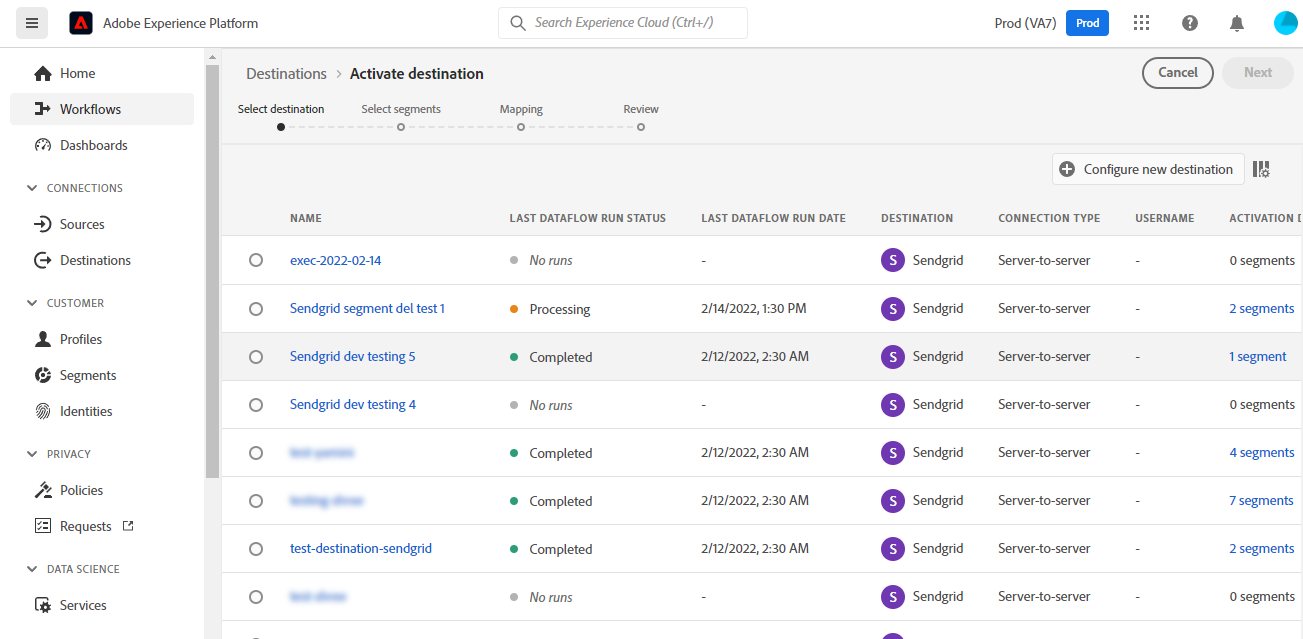 Adobe Experience Platform
Search Experience Cloud (Ctrl+/)
Prod (VA7)
Prod
Home
Workflows
Dashboards
CONNECTIONS
Sources
Destinations
CUSTOMER
Profiles
Segments
Identities
PRIVACY
Policies
Requests
DATA SCIENCE
Services
Destinations > Activate destination
Cancel
Next
Select destination Select segments Mapping Review
Configure new destination
NAME LAST DATAFLOW RUN STATUS LAST DATAFLOW RUN DATE DESTINATION CONNECTION TYPE USERNAME ACTIVATION D
exec-2022-02-14 No runs - S Sendgrid Server-to-server - 0 segments
Sendgrid segment del test 1 Processing 2/14/2022, 1:30 PM S Sendgrid Server-to-server - 2 segments
Sendgrid dev testing 5 Completed 2/12/2022, 2:30 AM S Sendgrid Server-to-server - 1 segment
Sendgrid dev testing 4 No runs - S Sendgrid Server-to-server - 0 segments
Completed 2/12/2022, 2:30 AM S Sendgrid Server-to-server - 4 segments
Completed 2/12/2022, 2:30 AM S Sendgrid Server-to-server - 7 segments
test-destination-sendgrid Completed 2/12/2022, 2:30 AM S Sendgrid Server-to-server - 2 segments
No runs - S Sendgrid Server-to-server - 0 segments